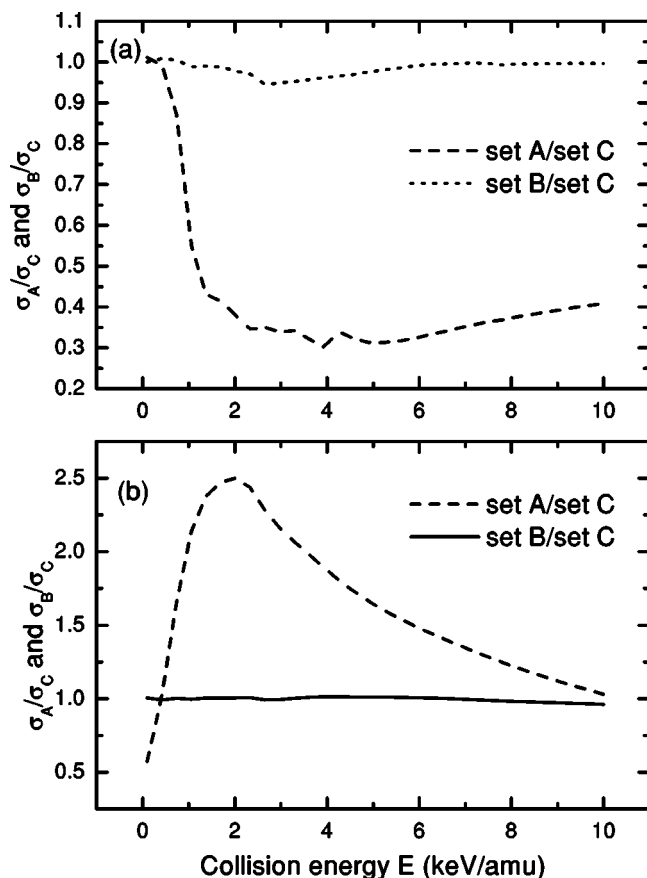 1.1
1.0
0.9
0.8
0.7
0.6
0.5
0.4
0.3
0.2
σA/σC and σB/σC
(a)
set A/set C
set B/set C
0 2 4 6 8 10
2.5
2.0
1.5
1.0
0.5
σA/σC and σB/σC
(b)
set A/set C
set B/set C
0 2 4 6 8 10
Collision energy E (keV/amu)